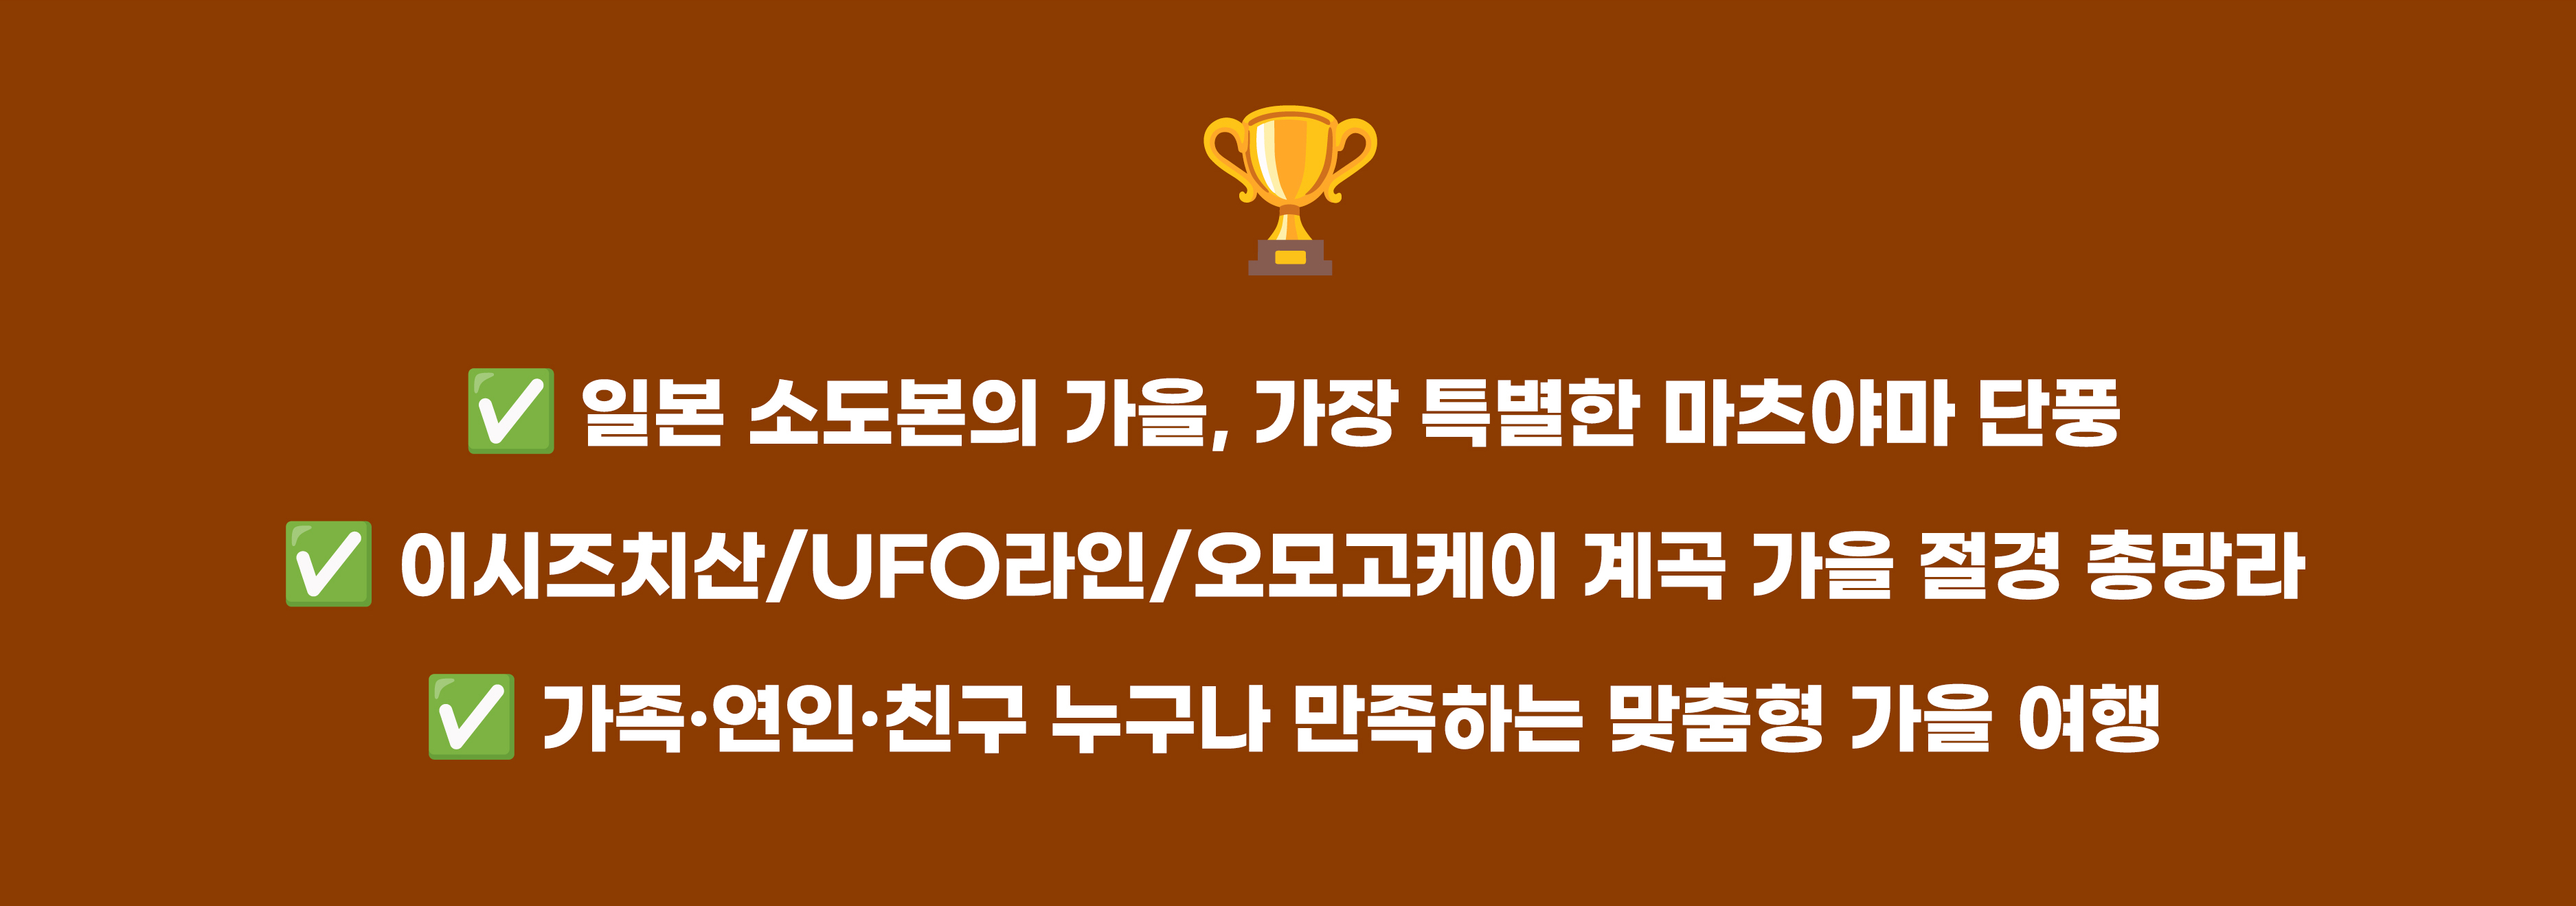 ✅ 일본 소도본의 가을, 가장 특별한 마츠야마 단풍
✅ 이시즈치산/UFO라인/오모고케이 계곡 가을 절경 총망라
✅ 가족·연인·친구 누구나 만족하는 맞춤형 가을 여행